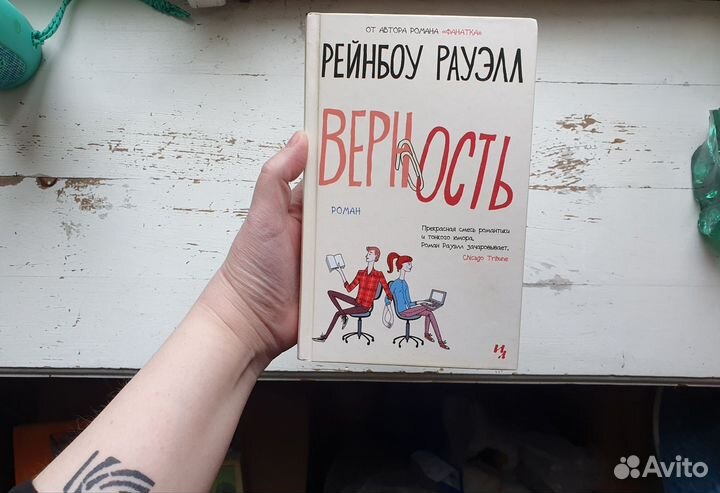 ОТ АВТОРА РОМАНА «ФАНАТКА»
РЕЙНБОУ РАУЭЛЛ
ВЕРНОСТЬ
РОМАН
Прекрасная смесь романтики
и тонкого юмора.
Роман Рауэлл зачаровывает.
Chicago Tribune
ИЛ
Avito